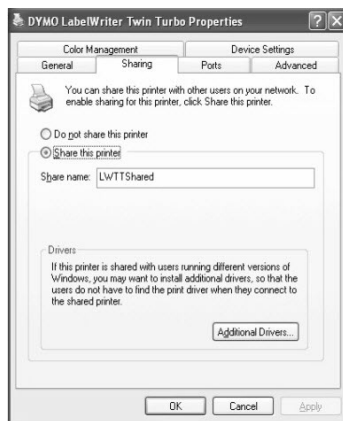 DYMO LabelWriter Twin Turbo Properties
Color Management
Device Settings
General
Sharing
Ports
Advanced
You can share this printer with other users on your network. To
enable sharing for this printer, click Share this printer.
Do not share this printer
Share this printer
Share name: LWTTShared
Drivers
If this printer is shared with users running different versions of
Windows, you may want to install additional drivers, so that the
users do not have to find the print driver when they connect to
the shared printer.
Additional Drivers...
OK
Cancel
Apply